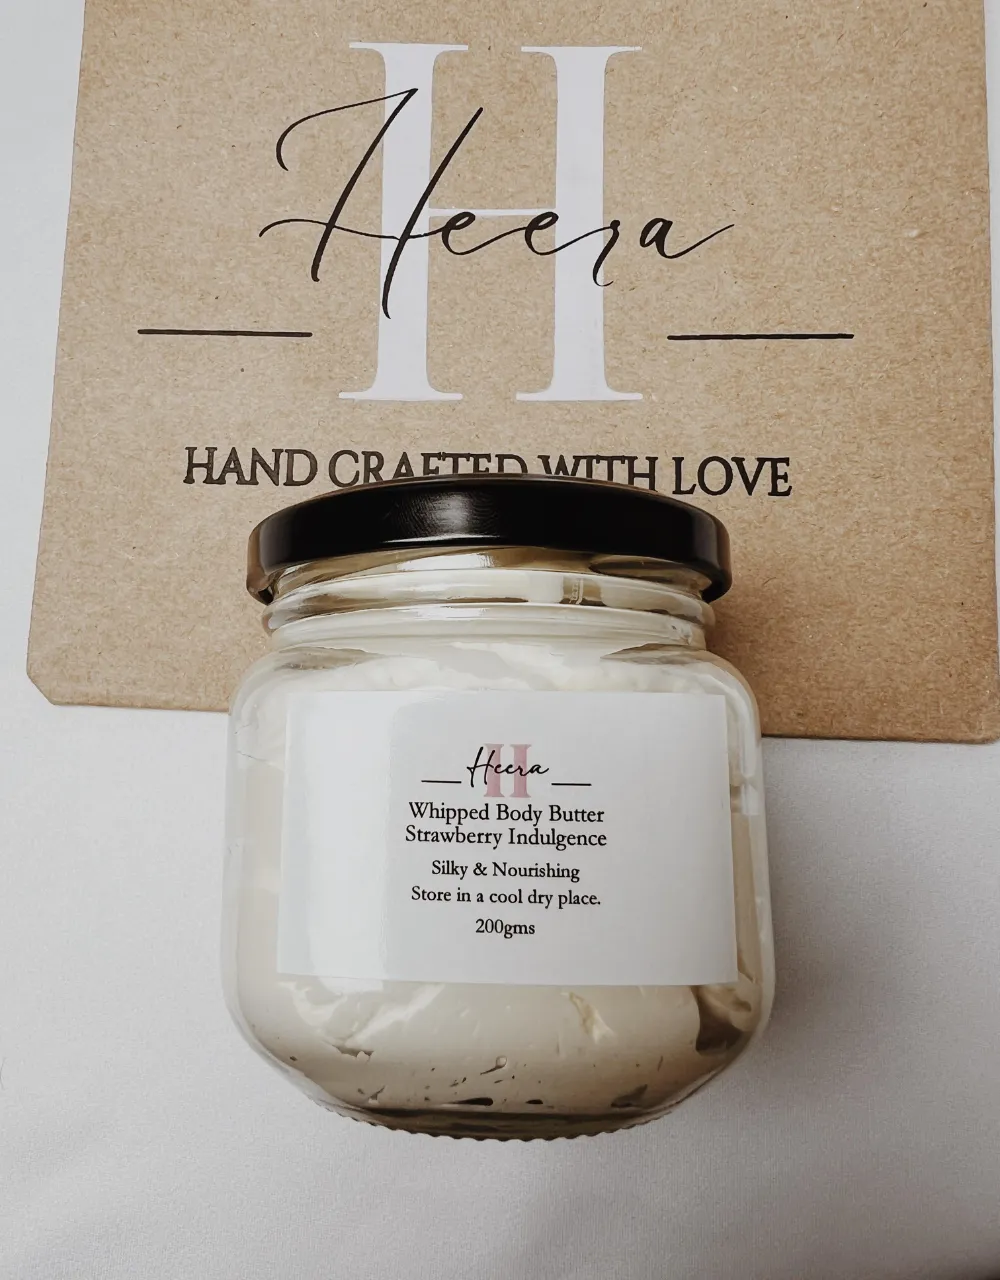 H
Heera
HAND CRAFTED WITH LOVE
H
Heera
Whipped Body Butter
Strawberry Indulgence
Silky & Nourishing
Store in a cool dry place.
200gms